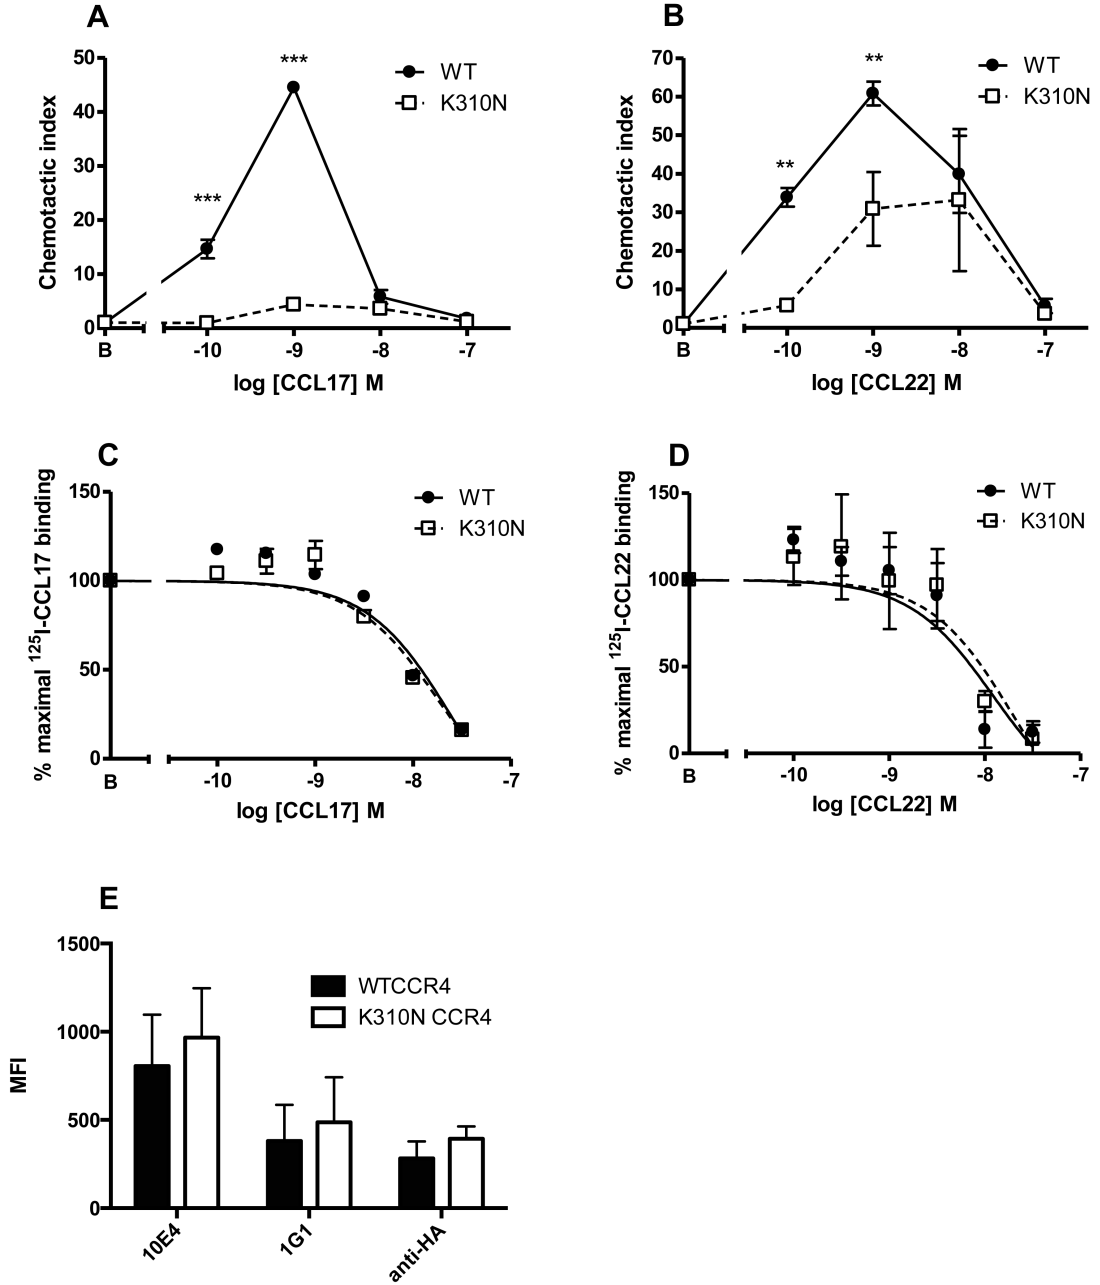 A
50
40
30
20
10
0
Chemotactic index
***
***
WT
K310N
B
-10
-9
-8
-7
log [CCL17] M
B
70
60
50
40
30
20
10
0
Chemotactic index
**
**
WT
K310N
B
-10
-9
-8
-7
log [CCL22] M
C
150
100
50
0
% maximal ¹²⁵I-CCL17 binding
WT
K310N
B
-10
-9
-8
-7
log [CCL17] M
D
150
100
50
0
% maximal ¹²⁵I-CCL22 binding
WT
K310N
B
-10
-9
-8
-7
log [CCL22] M
E
1500
1000
500
0
MFI
WTCCR4
K310N CCR4
10E4
1G1
anti-HA